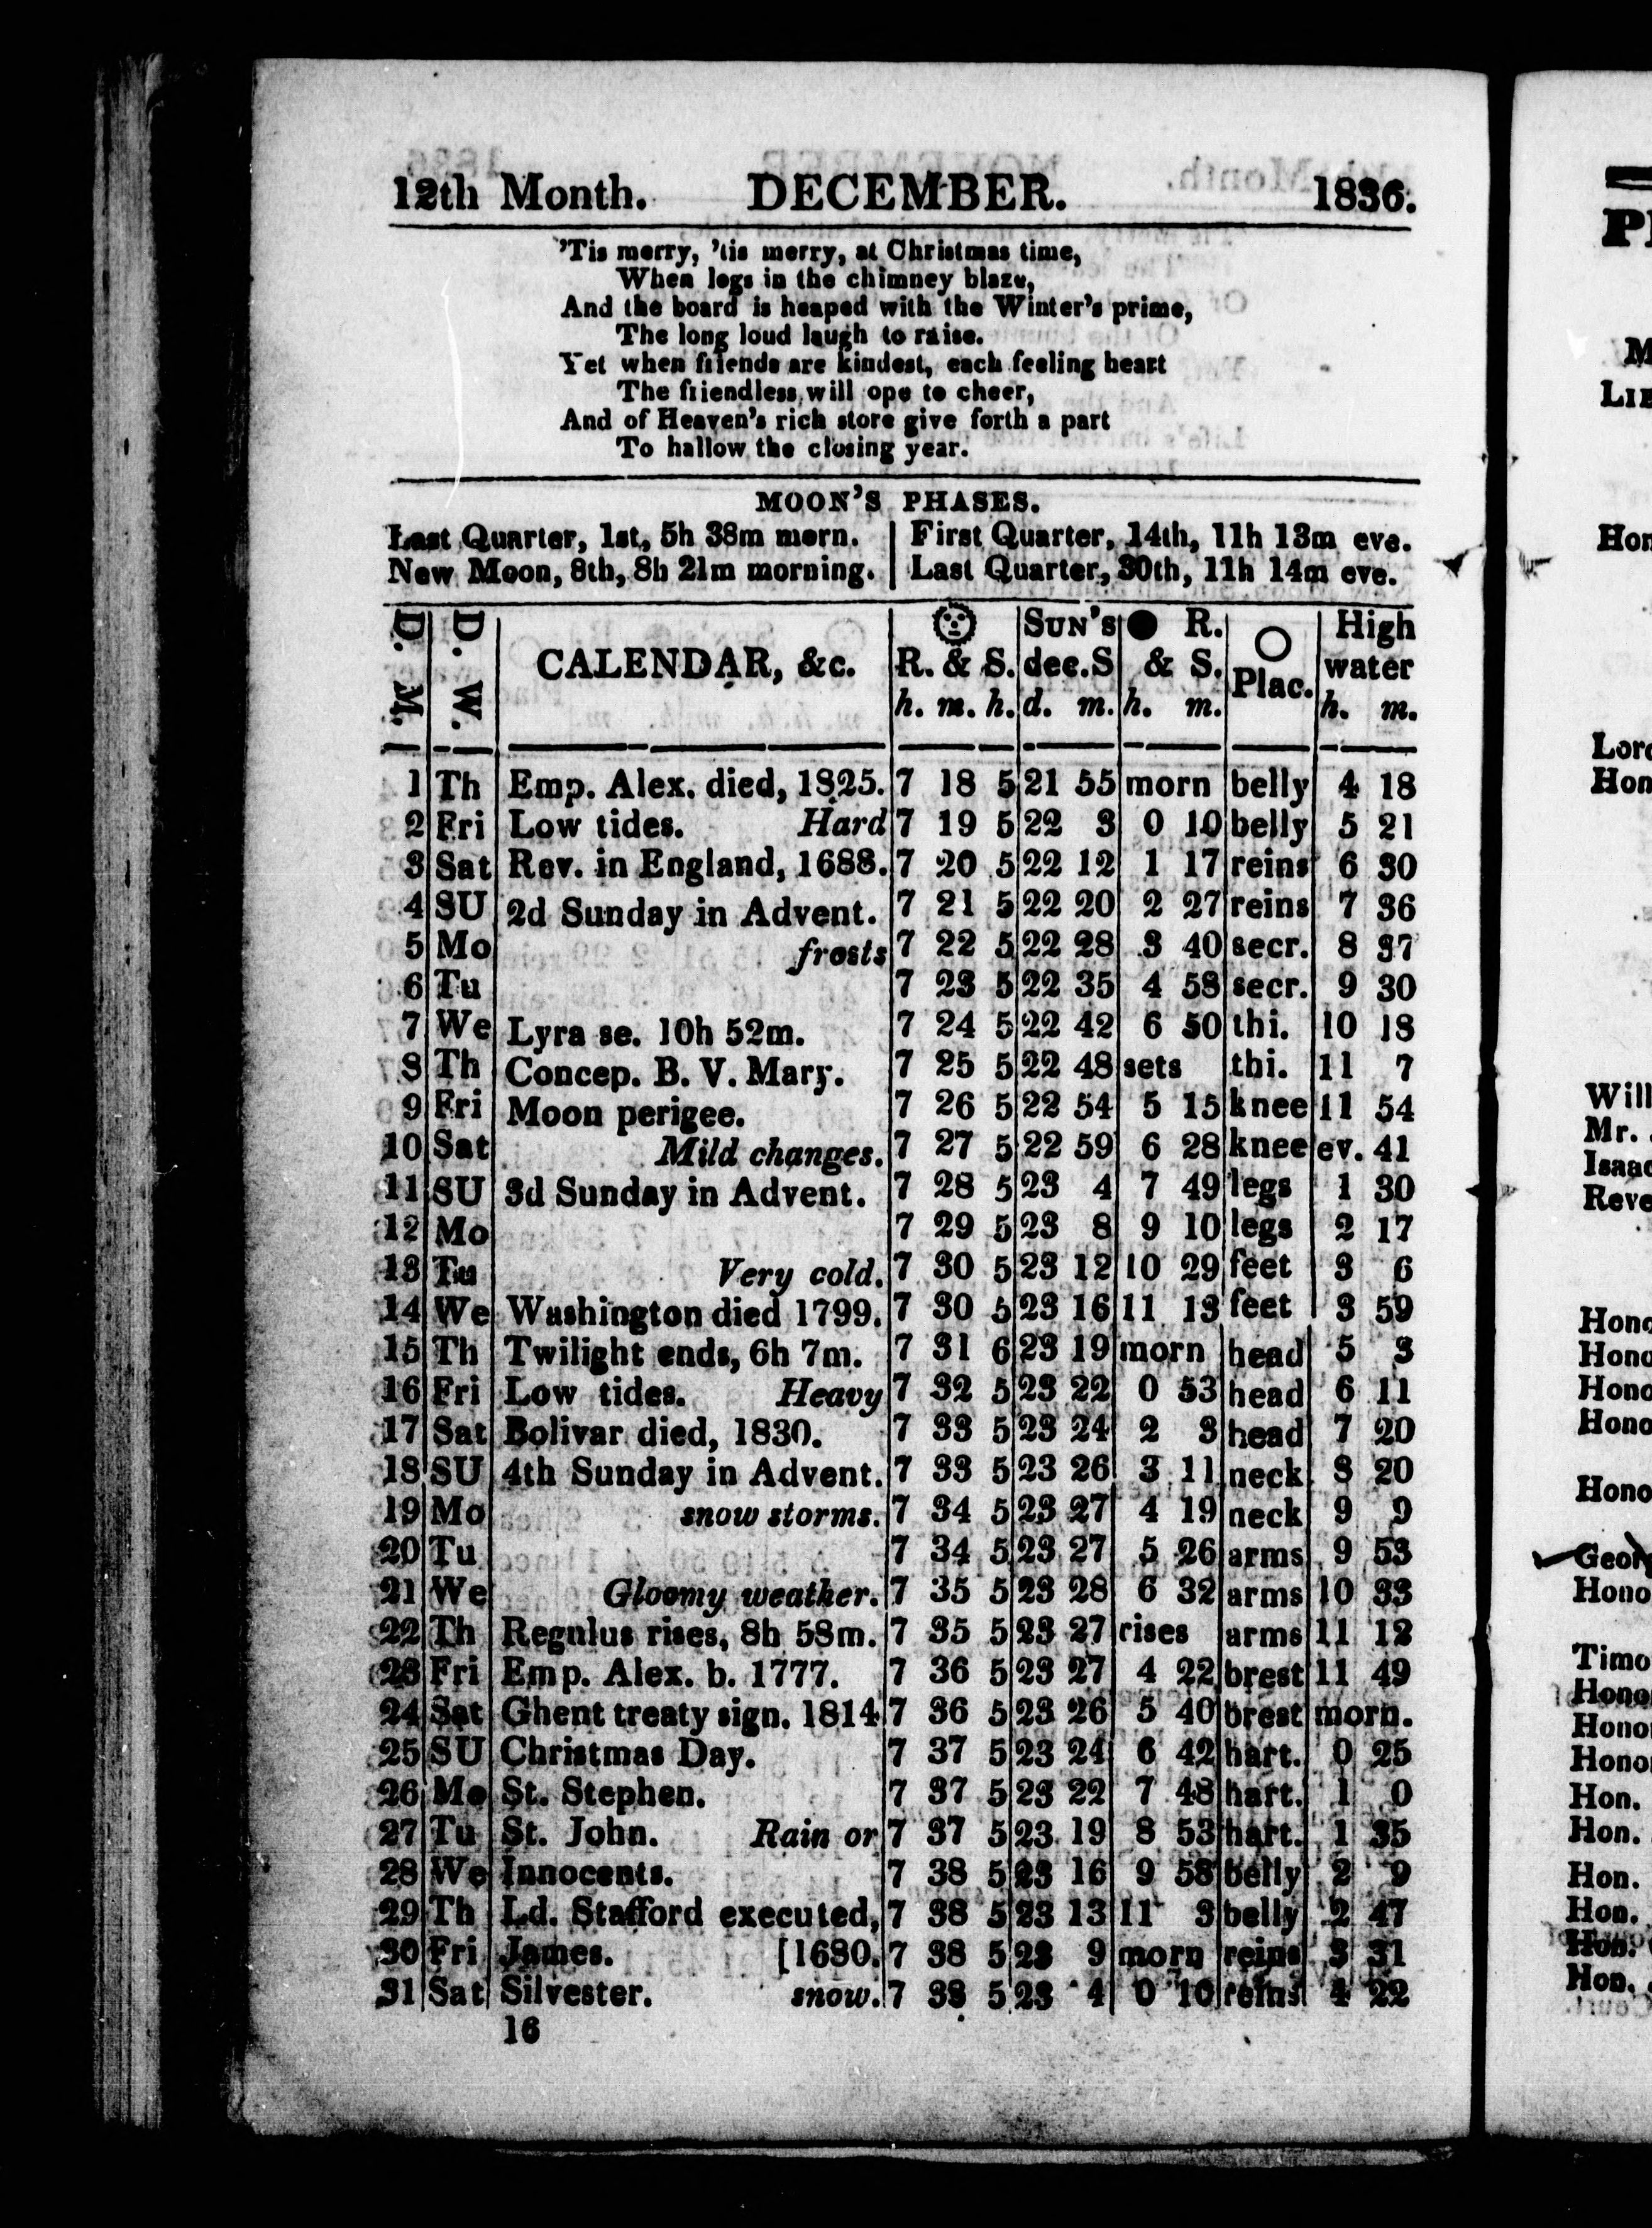 12th Month. DECEMBER. 1836.
'Tis merry, 'tis merry, at Christmas time,
When logs in the chimney blaze,
And the board is heaped with the Winter's prime,
The long loud laugh to raise.
Yet when friends are kindest, each feeling heart
The friendless will ope to cheer,
And of Heaven's rich store give forth a part
To hallow the closing year.
MOON'S PHASES.
Last Quarter, 1st, 5h 38m morn. | First Quarter, 14th, 11h 13m eve.
New Moon, 8th, 8h 21m morning. | Last Quarter, 30th, 11h 14m eve.
D. M. D. W. CALENDAR, &c. R. & S. h. m. h. SUN'S dec.S d. m. R. & S. h. m. Plac. High water h. m.
1 Th Emp. Alex. died, 1825. 7 18 5 21 55 morn belly 4 18
2 Fri Low tides. Hard 7 19 5 22 3 0 10 belly 5 21
3 Sat Rev. in England, 1688. 7 20 5 22 12 1 17 reins 6 30
4 SU 2d Sunday in Advent. 7 21 5 22 20 2 27 reins 7 36
5 Mo frosts 7 22 5 22 28 3 40 secr. 8 37
6 Tu 7 23 5 22 35 4 58 secr. 9 30
7 We Lyra se. 10h 52m. 7 24 5 22 42 6 50 thi. 10 18
8 Th Concep. B. V. Mary. 7 25 5 22 48 sets thi. 11 7
9 Fri Moon perigee. 7 26 5 22 54 5 15 knee 11 54
10 Sat Mild changes. 7 27 5 22 59 6 28 knee ev. 41
11 SU 3d Sunday in Advent. 7 28 5 23 4 7 49 legs 1 30
12 Mo 7 29 5 23 8 9 10 legs 2 17
13 Tu Very cold. 7 30 5 23 12 10 29 feet 3 6
14 We Washington died 1799. 7 30 5 23 16 11 13 feet 3 59
15 Th Twilight ends, 6h 7m. 7 31 6 23 19 morn head 5 3
16 Fri Low tides. Heavy 7 32 5 23 22 0 53 head 6 11
17 Sat Bolivar died, 1830. 7 33 5 23 24 2 3 head 7 20
18 SU 4th Sunday in Advent. 7 33 5 23 26 3 11 neck 8 20
19 Mo snow storms. 7 34 5 23 27 4 19 neck 9 9
20 Tu 7 34 5 23 27 5 26 arms 9 53
21 We Gloomy weather. 7 35 5 23 28 6 32 arms 10 33
22 Th Regulus rises, 8h 58m. 7 35 5 23 27 rises arms 11 12
23 Fri Emp. Alex. b. 1777. 7 36 5 23 27 4 22 brest 11 49
24 Sat Ghent treaty sign. 1814 7 36 5 23 26 5 40 brest morn.
25 SU Christmas Day. 7 37 5 23 24 6 42 hart. 0 25
26 Mo St. Stephen. 7 37 5 23 22 7 48 hart. 1 0
27 Tu St. John. Rain or 7 37 5 23 19 8 53 hart. 1 35
28 We Innocents. 7 38 5 23 16 9 58 belly 2 9
29 Th Ld. Stafford executed, 7 38 5 23 13 11 3 belly 2 47
30 Fri James. [1680. 7 38 5 23 9 morn reins 3 31
31 Sat Silvester. snow. 7 38 5 23 4 0 10 reins 4 22
16
Hon.
Hon.
Hon.
Hon.
Hon.
Hon.